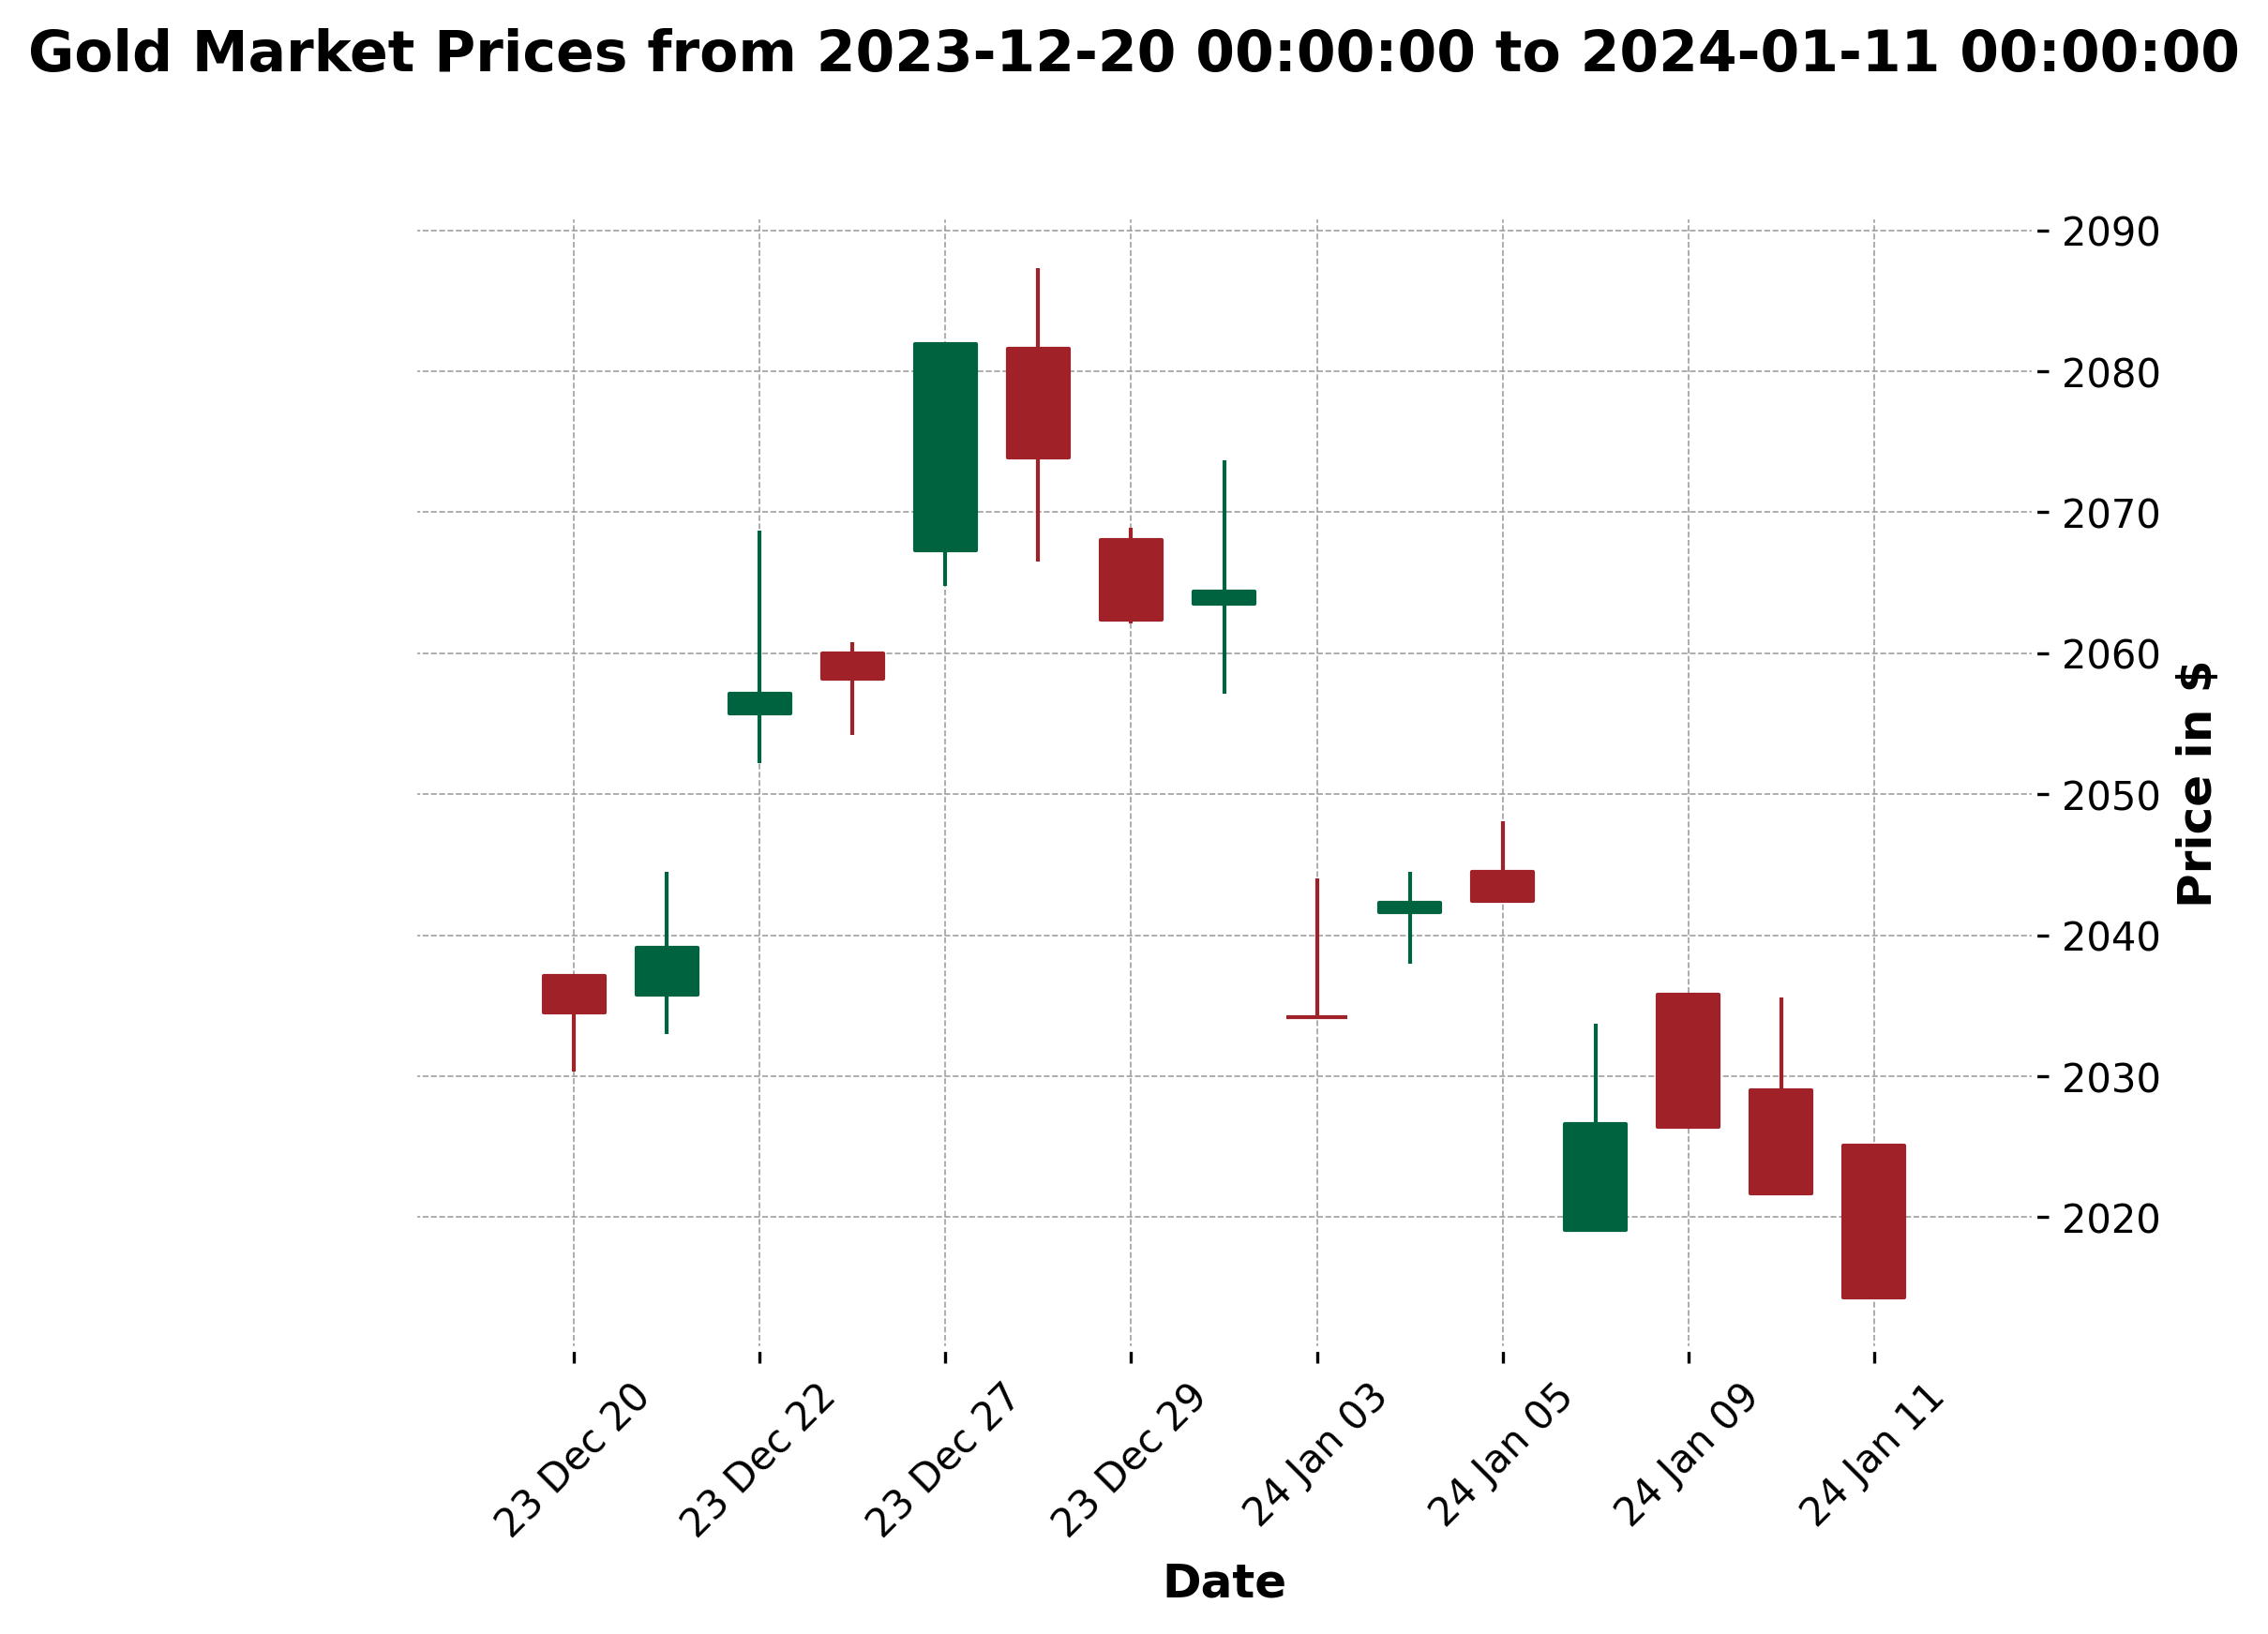 Gold Market Prices from 2023-12-20 00:00:00 to 2024-01-11 00:00:00
2090
2080
2070
2060
2050
2040
2030
2020
Price in $
23 Dec 20
23 Dec 22
23 Dec 27
23 Dec 29
24 Jan 03
24 Jan 05
24 Jan 09
24 Jan 11
Date